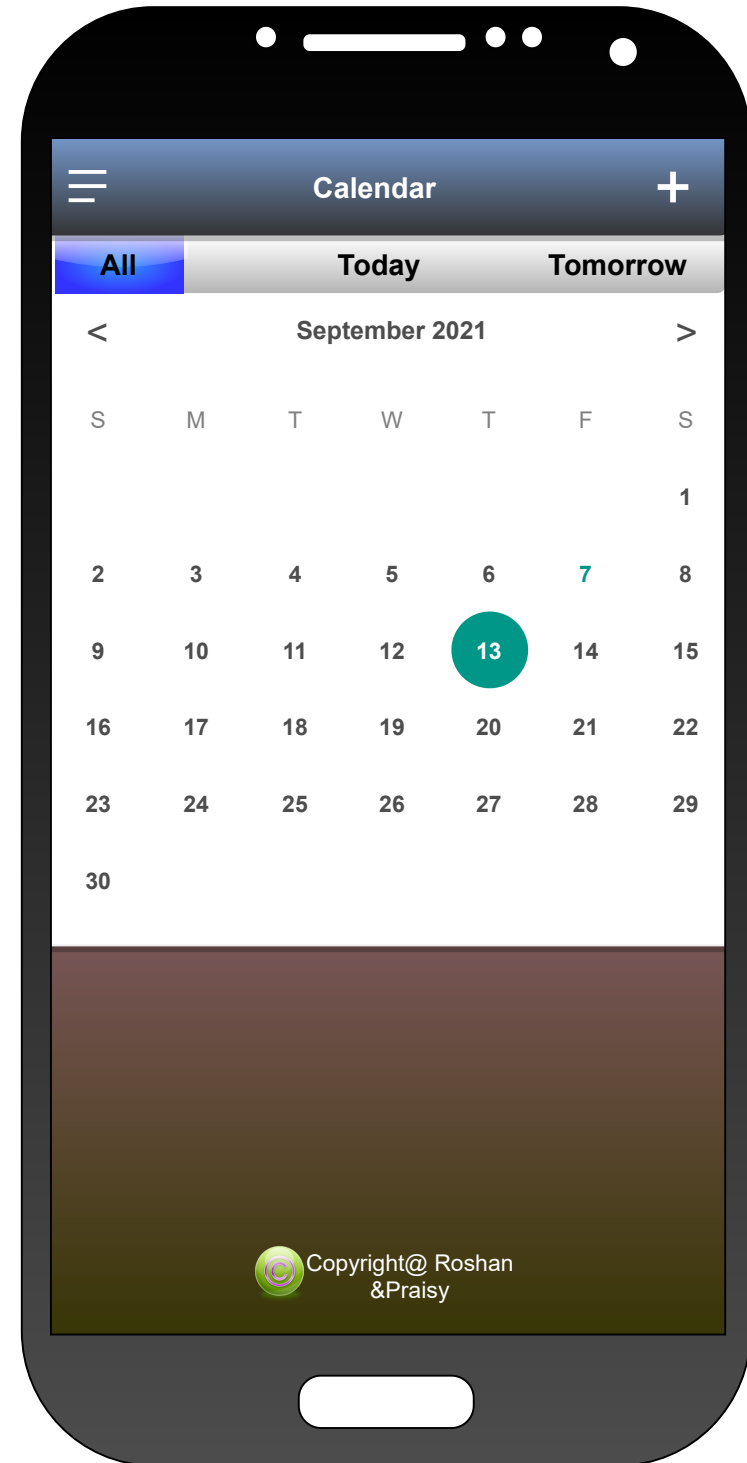 Calendar +
All Today Tomorrow
< September 2021 >
S M T W T F S
1
2 3 4 5 6 7 8
9 10 11 12 13 14 15
16 17 18 19 20 21 22
23 24 25 26 27 28 29
30
© Copyright@ Roshan
&Praisy